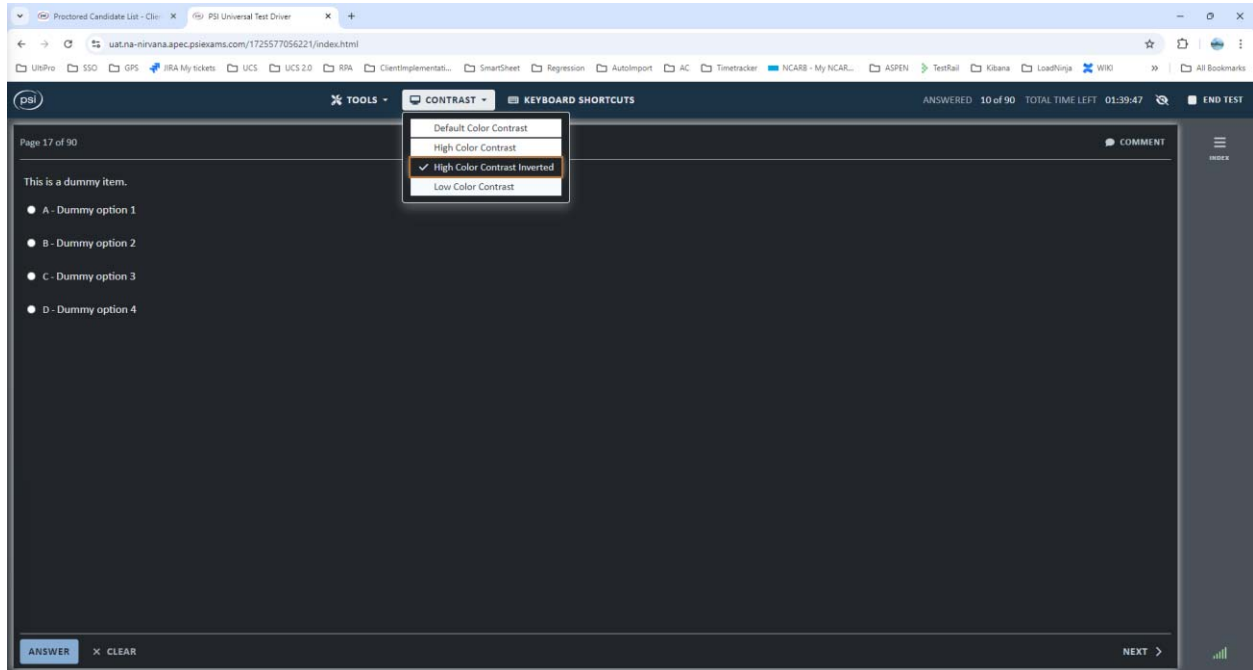 Proctored Candidate List - Clie
PSI Universal Test Driver
uat.na-nirvana.apec.psiexams.com/1725577056221/index.html
UltiPro SSO GPS JIRA My tickets UCS UCS 2.0 RPA ClientImplementati... SmartSheet Regression AutoImport AC Timetracker NCARB - My NCAR... ASPEN TestRail Kibana LoadNinja WIKI » All Bookmarks
psi TOOLS CONTRAST KEYBOARD SHORTCUTS ANSWERED 10 of 90 TOTAL TIME LEFT 01:39:47 END TEST
Default Color Contrast
High Color Contrast
High Color Contrast Inverted
Low Color Contrast
Page 17 of 90 COMMENT
INDEX
This is a dummy item.
A - Dummy option 1
B - Dummy option 2
C - Dummy option 3
D - Dummy option 4
ANSWER CLEAR NEXT